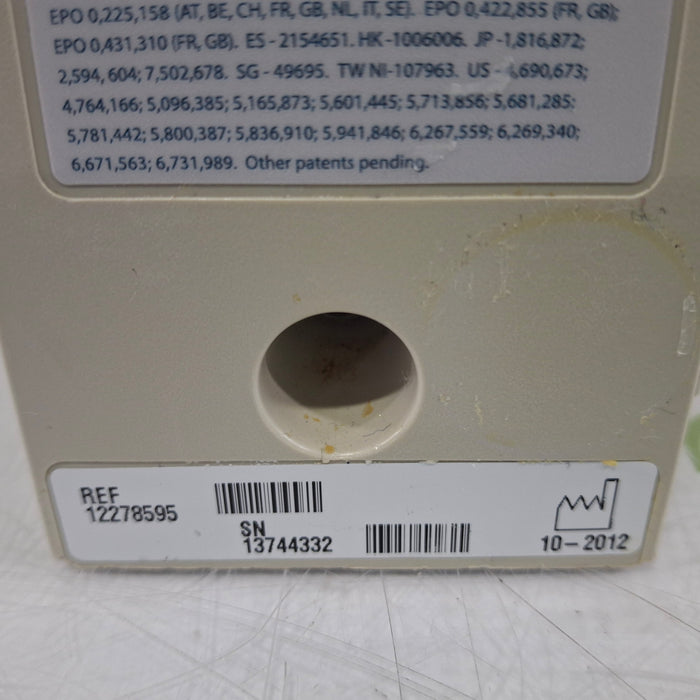 EPO 0,225,158 (AT, BE, CH, FR, GB, NL, IT, SE). EPO 0,422,855 (FR, GB);
EPO 0,431,310 (FR, GB). ES - 2154651. HK -1006006. JP -1,816,872;
2,594,604; 7,502,678. SG - 49695. TW NI-107963. US - 4,690,673;
4,764,166; 5,096,385; 5,165,873; 5,601,445; 5,713,856; 5,681,285;
5,781,442; 5,800,387; 5,836,910; 5,941,846; 6,267,559; 6,269,340;
6,671,563; 6,731,989. Other patents pending.
REF
12278595
SN
13744332
10-2012